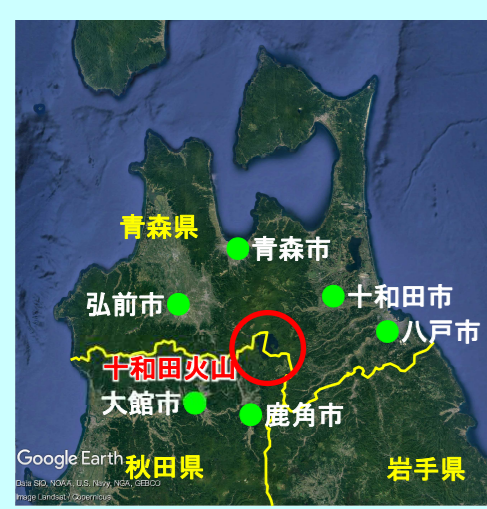 青森県
青森市
十和田市
弘前市
八戸市
十和田火山
大館市
鹿角市
Google Earth
秋田県
岩手県
Data SIO, NOAA, U.S. Navy, NGA, GEBCO
Image Landsat / Copernicus